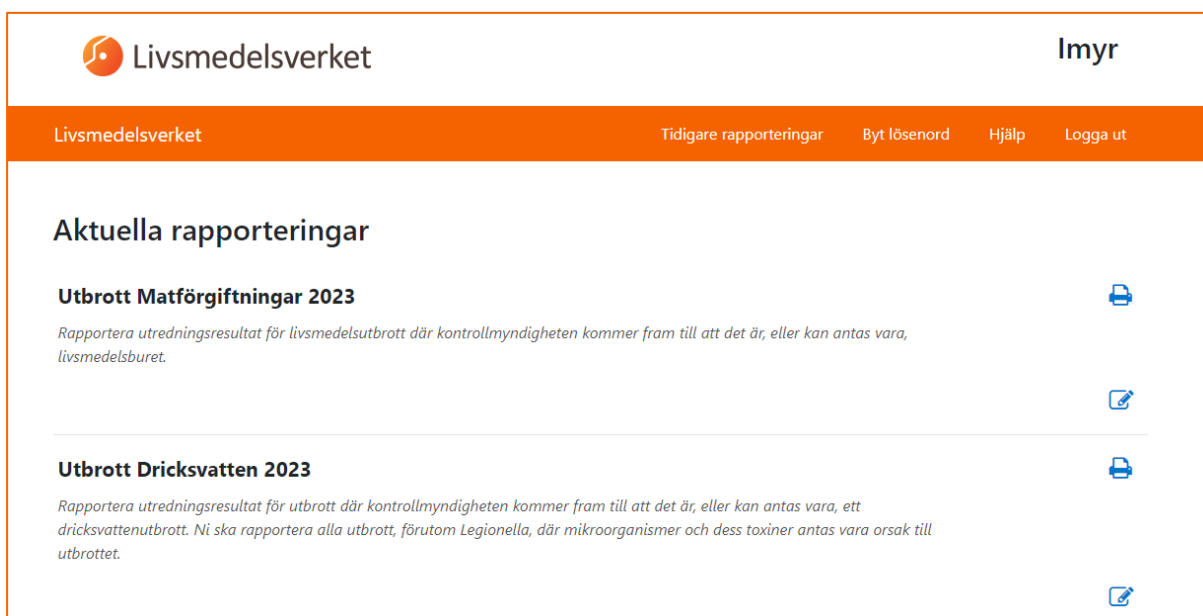 Livsmedelsverket
Imyr
Livsmedelsverket
Tidigare rapporteringar
Byt lösenord
Hjälp
Logga ut
Aktuella rapporteringar
Utbrott Matförgiftningar 2023
Rapportera utredningsresultat för livsmedelsutbrott där kontrollmyndigheten kommer fram till att det är, eller kan antas vara,
livsmedelsburet.
Utbrott Dricksvatten 2023
Rapportera utredningsresultat för utbrott där kontrollmyndigheten kommer fram till att det är, eller kan antas vara, ett
dricksvattenutbrott. Ni ska rapportera alla utbrott, förutom Legionella, där mikroorganismer och dess toxiner antas vara orsak till
utbrottet.